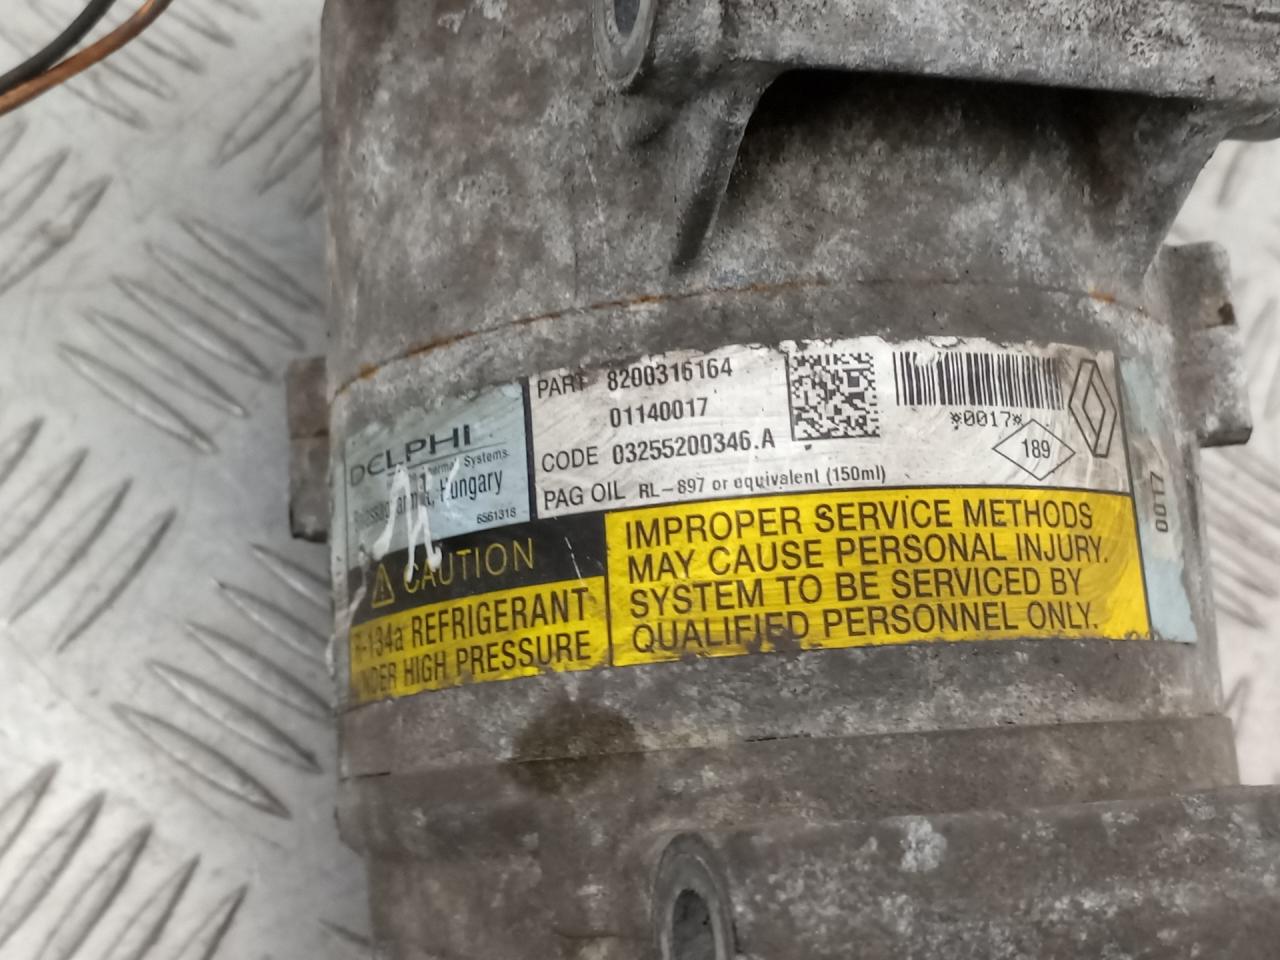 DELPHI
Thermal Systems
Hungary
6561318
PART 8200316164
01140017
CODE 03255200346.A
PAG OIL RL-897 or equivalent (150ml)
*0017*
189
0017
CAUTION
R-134a REFRIGERANT
UNDER HIGH PRESSURE
IMPROPER SERVICE METHODS
MAY CAUSE PERSONAL INJURY.
SYSTEM TO BE SERVICED BY
QUALIFIED PERSONNEL ONLY.